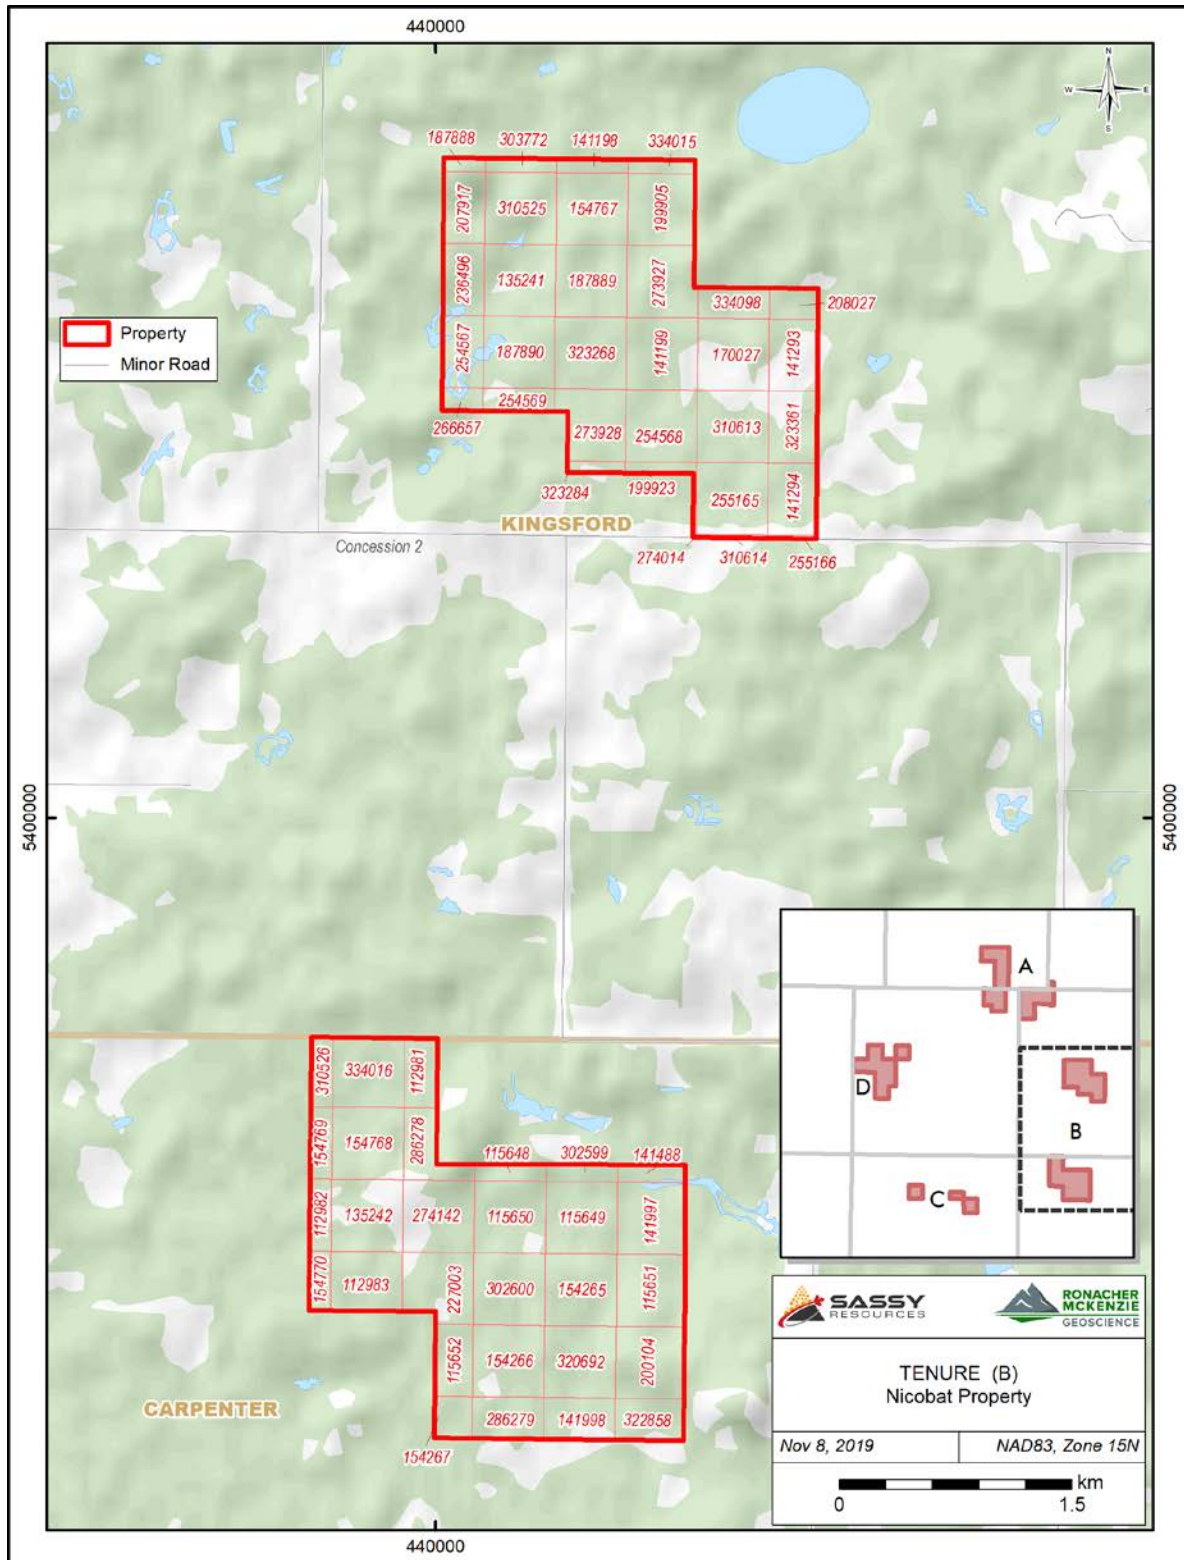 440000
N
W E
S
187888 303772 141198 334015
207917 310525 154767 199905
236496 135241 187889 273927
334098 208027
Property
Minor Road
254567 187890 323268 141199 170027 141293
254569
266657 273928 254568 310613 323361
323284 199923 255165 141294
KINGSFORD
Concession 2
274014 310614 255166
5400000
5400000
310526 334016 112981
154769 154768 286278
115648 302599 141488
112982 135242 274142 115650 115649 141997
154770 112983 227003 302600 154265 115651
115652 154266 320692 200104
CARPENTER
286279 141998 322858
154267
A
D
B
C
SASSY
RESOURCES
RONACHER
MCKENZIE
GEOSCIENCE
TENURE (B)
Nicobat Property
Nov 8, 2019 NAD83, Zone 15N
km
0 1.5
440000